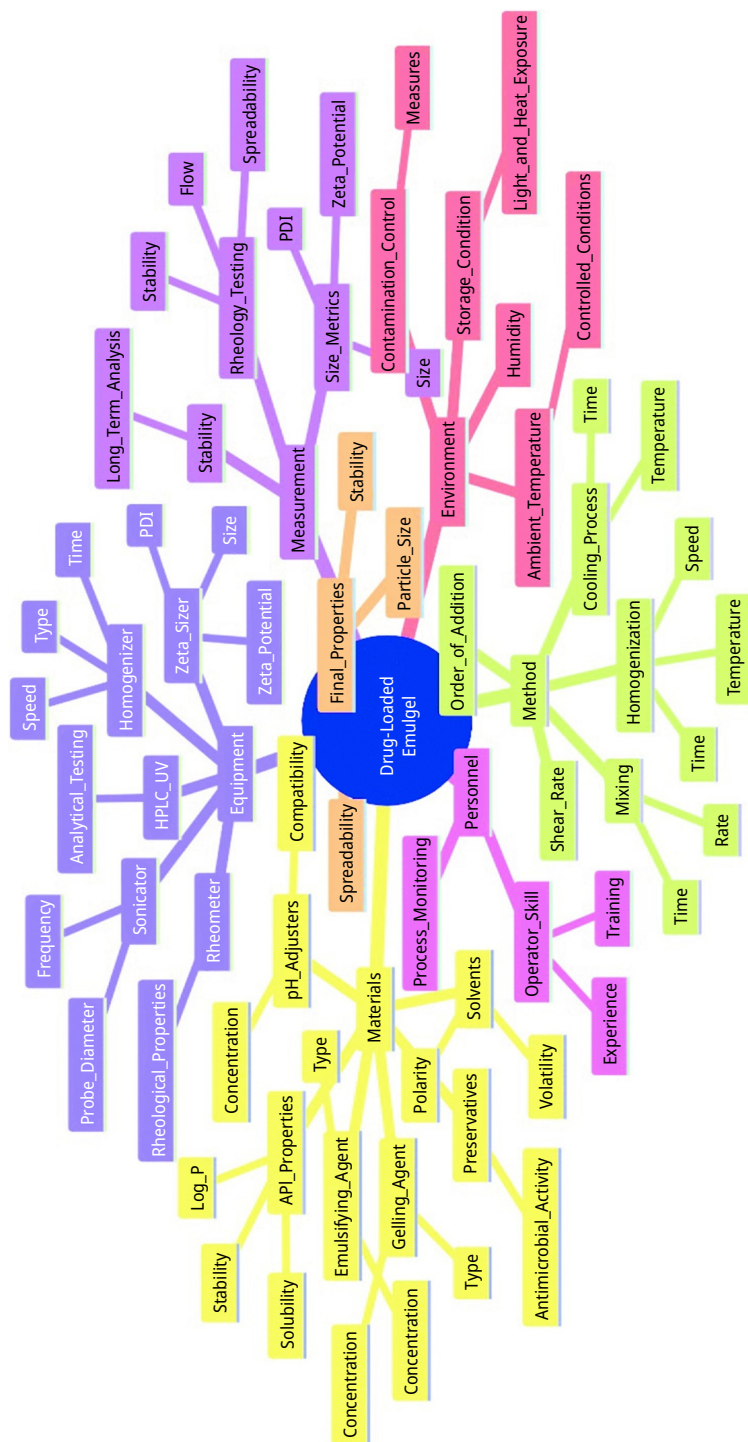 Drug-Loaded
Emulgel
Materials
pH_Adjusters
Concentration
Compatibility
API_Properties
Log_P
Stability
Solubility
Emulsifying_Agent
Type
Concentration
Gelling_Agent
Concentration
Type
Preservatives
Antimicrobial_Activity
Solvents
Polarity
Volatility
Equipment
Rheometer
Rheological_Properties
Sonicator
Probe_Diameter
Frequency
HPLC_UV
Analytical_Testing
Homogenizer
Speed
Type
Time
Zeta_Sizer
PDI
Size
Zeta_Potential
Final_Properties
Spreadability
Stability
Particle_Size
Measurement
Stability
Long_Term_Analysis
Rheology_Testing
Stability
Flow
Spreadability
Size_Metrics
PDI
Zeta_Potential
Size
Environment
Contamination_Control
Measures
Storage_Condition
Light_and_Heat_Exposure
Humidity
Ambient_Temperature
Controlled_Conditions
Method
Order_of_Addition
Cooling_Process
Time
Temperature
Homogenization
Speed
Temperature
Time
Mixing
Rate
Time
Shear_Rate
Personnel
Process_Monitoring
Operator_Skill
Training
Experience